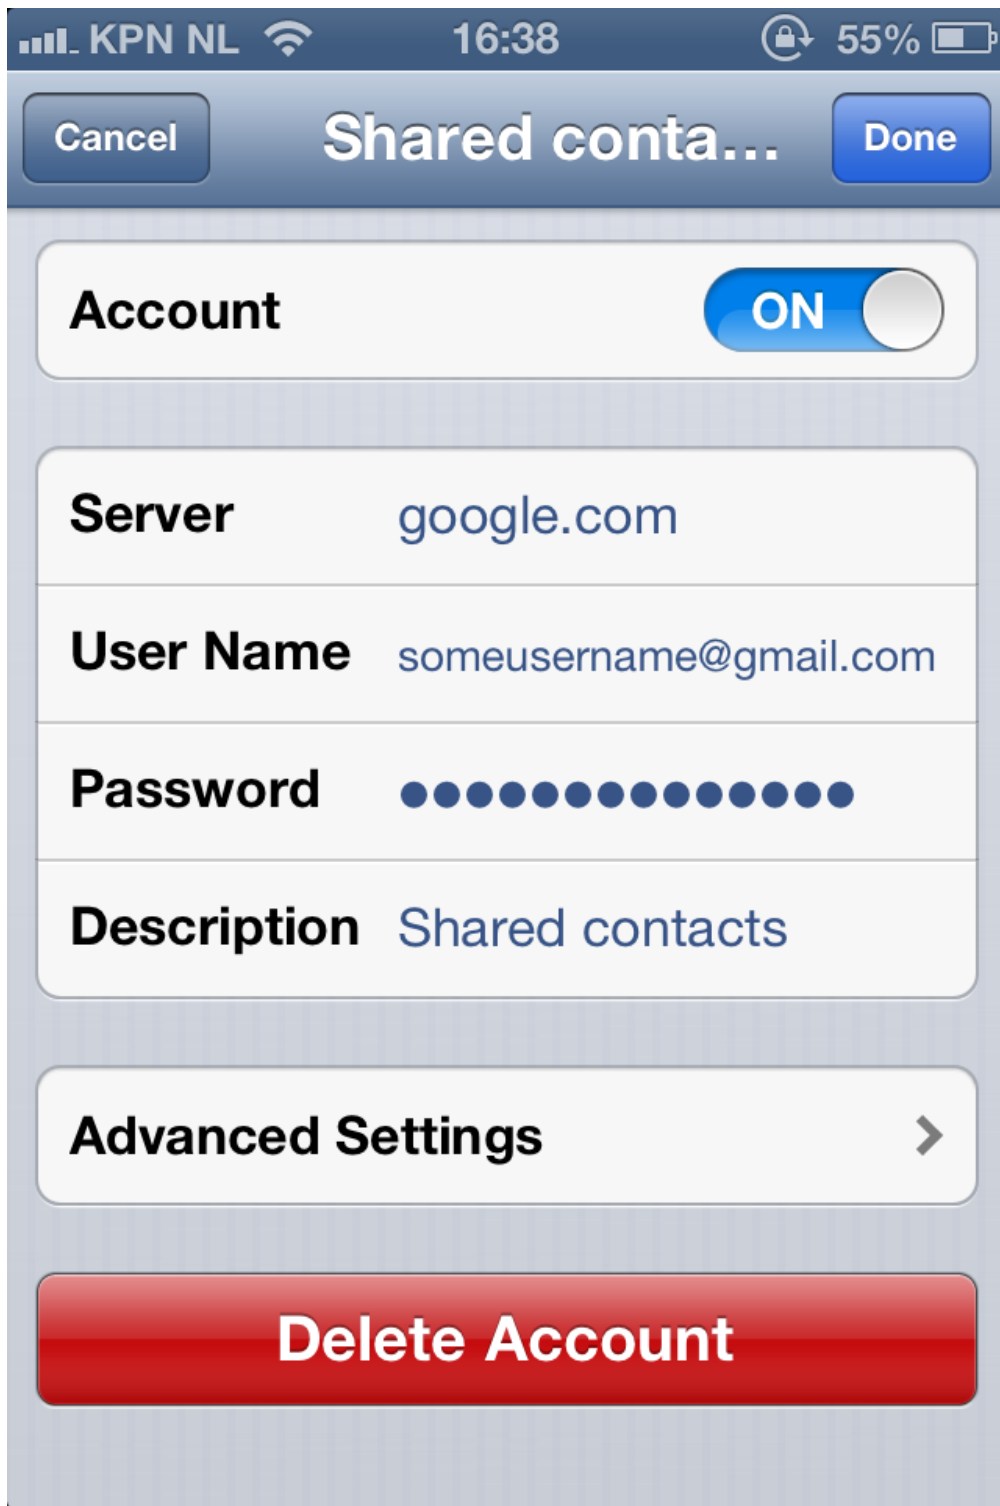 KPN NL 16:38 55%
Cancel Shared conta... Done
Account ON
Server google.com
User Name someusername@gmail.com
Password ●●●●●●●●●●●●●●
Description Shared contacts
Advanced Settings
Delete Account